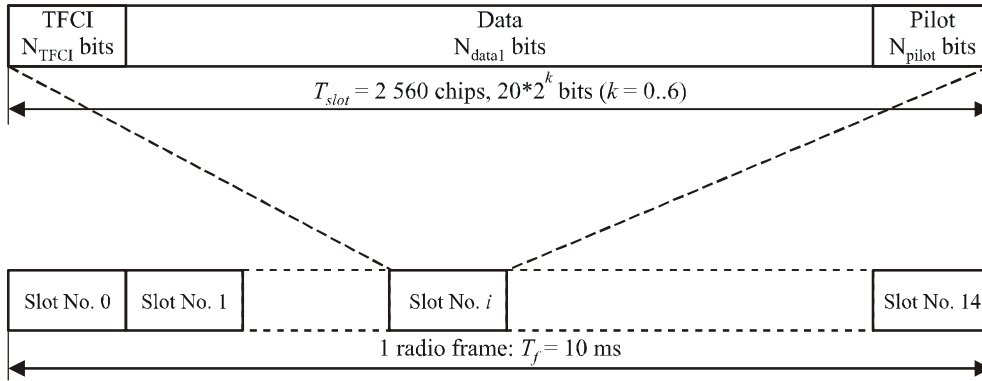 TFCI Data Pilot
N_TFCI bits N_data1 bits N_pilot bits
T_slot = 2 560 chips, 20*2^k bits (k = 0..6)
Slot No. 0 Slot No. 1 Slot No. i Slot No. 14
1 radio frame: T_f = 10 ms